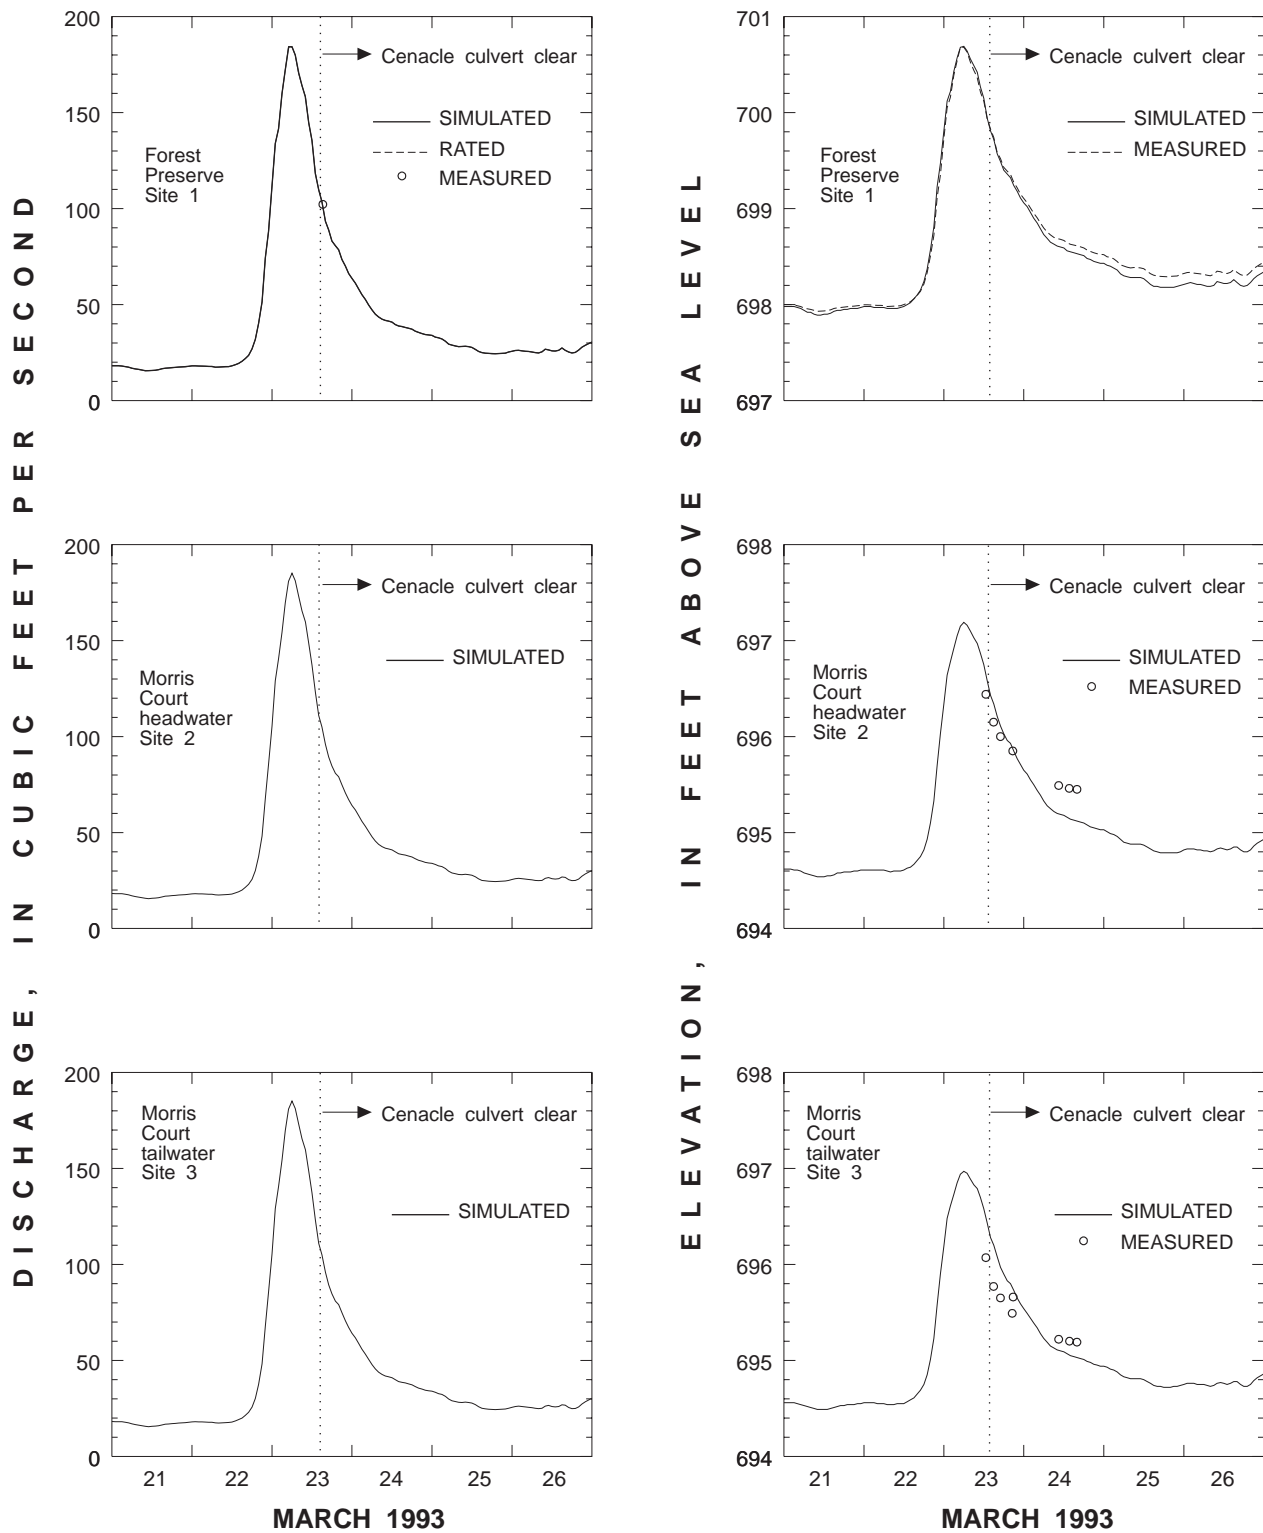 DISCHARGE, IN CUBIC FEET PER SECOND
200
150
100
50
0
Cenacle culvert clear
SIMULATED
RATED
MEASURED
Forest
Preserve
Site 1
200
150
100
50
0
Cenacle culvert clear
SIMULATED
Morris
Court
headwater
Site 2
200
150
100
50
0
Cenacle culvert clear
SIMULATED
Morris
Court
tailwater
Site 3
21 22 23 24 25 26
MARCH 1993
ELEVATION, IN FEET ABOVE SEA LEVEL
701
700
699
698
697
Cenacle culvert clear
SIMULATED
MEASURED
Forest
Preserve
Site 1
698
697
696
695
694
Cenacle culvert clear
SIMULATED
MEASURED
Morris
Court
headwater
Site 2
698
697
696
695
694
Cenacle culvert clear
SIMULATED
MEASURED
Morris
Court
tailwater
Site 3
21 22 23 24 25 26
MARCH 1993